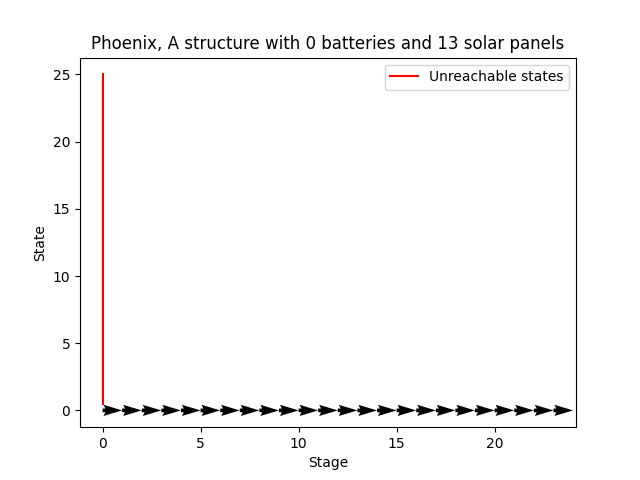 Phoenix, A structure with 0 batteries and 13 solar panels
Unreachable states
25
20
15
10
5
0
State
0 5 10 15 20
Stage